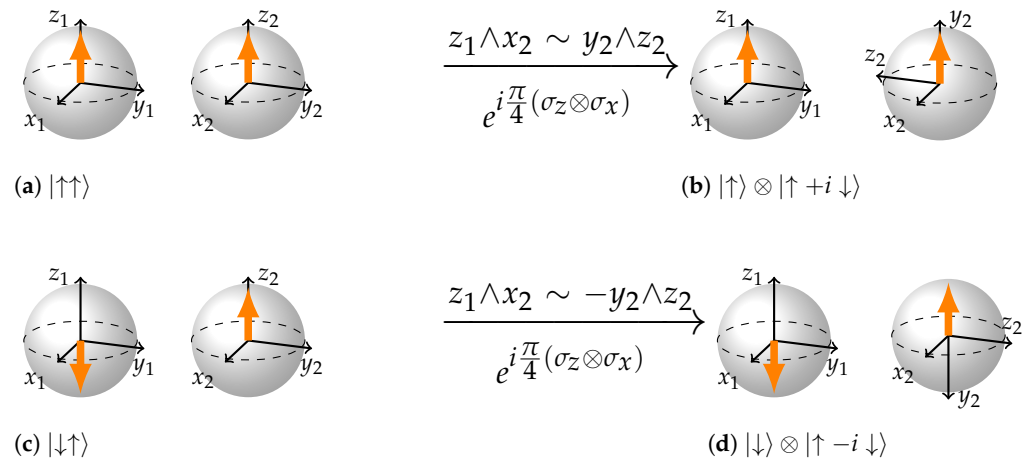 z₁ z₂ z₁∧x₂ ∼ y₂∧z₂ z₁ y₂
x₁ y₁ x₂ y₂ e^{i\frac{π}{4}(σ_z⊗σ_x)} x₁ y₁ z₂ x₂
(a) |↑↑⟩ (b) |↑⟩ ⊗ |↑ +i ↓⟩
z₁ z₂ z₁∧x₂ ∼ −y₂∧z₂ z₁ z₂
x₁ y₁ x₂ y₂ e^{i\frac{π}{4}(σ_z⊗σ_x)} x₁ y₁ x₂ y₂
(c) |↓↑⟩ (d) |↓⟩ ⊗ |↑ −i ↓⟩